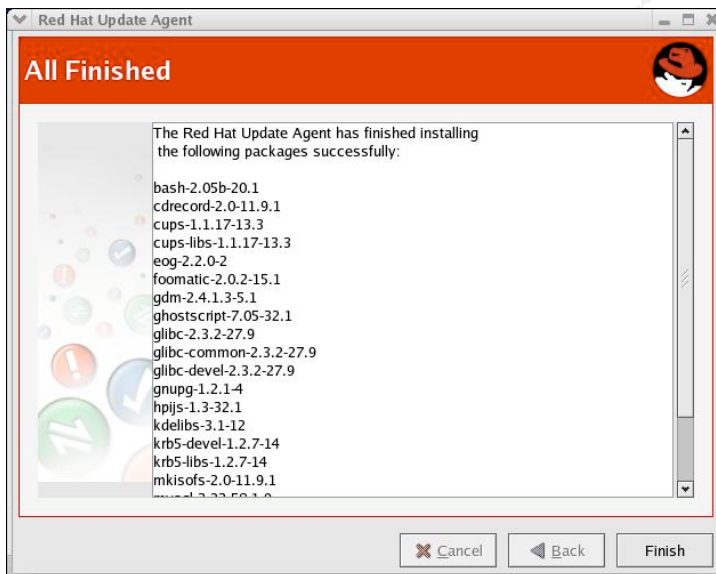 Red Hat Update Agent
All Finished
The Red Hat Update Agent has finished installing
the following packages successfully:
bash-2.05b-20.1
cdrecord-2.0-11.9.1
cups-1.1.17-13.3
cups-libs-1.1.17-13.3
eog-2.2.0-2
foomatic-2.0.2-15.1
gdm-2.4.1.3-5.1
ghostscript-7.05-32.1
glibc-2.3.2-27.9
glibc-common-2.3.2-27.9
glibc-devel-2.3.2-27.9
gnupg-1.2.1-4
hpijs-1.3-32.1
kdelibs-3.1-12
krb5-devel-1.2.7-14
krb5-libs-1.2.7-14
mkisofs-2.0-11.9.1
Cancel
Back
Finish